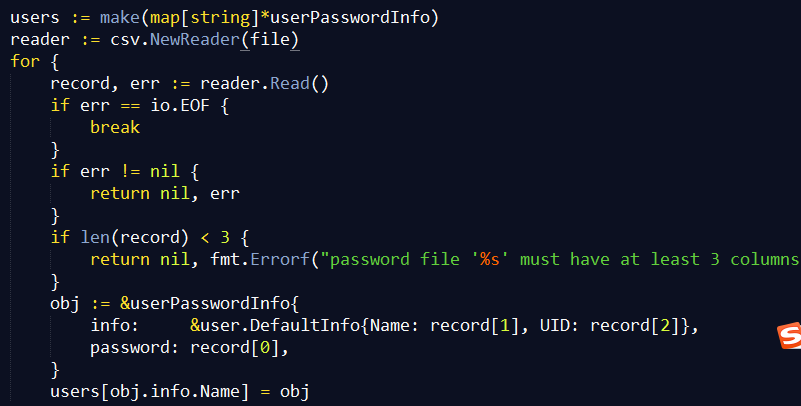 users := make(map[string]*userPasswordInfo)
reader := csv.NewReader(file)
for {
    record, err := reader.Read()
    if err == io.EOF {
        break
    }
    if err != nil {
        return nil, err
    }
    if len(record) < 3 {
        return nil, fmt.Errorf("password file '%s' must have at least 3 columns
    }
    obj := &userPasswordInfo{
        info:     &user.DefaultInfo{Name: record[1], UID: record[2]},
        password: record[0],
    }
    users[obj.info.Name] = obj